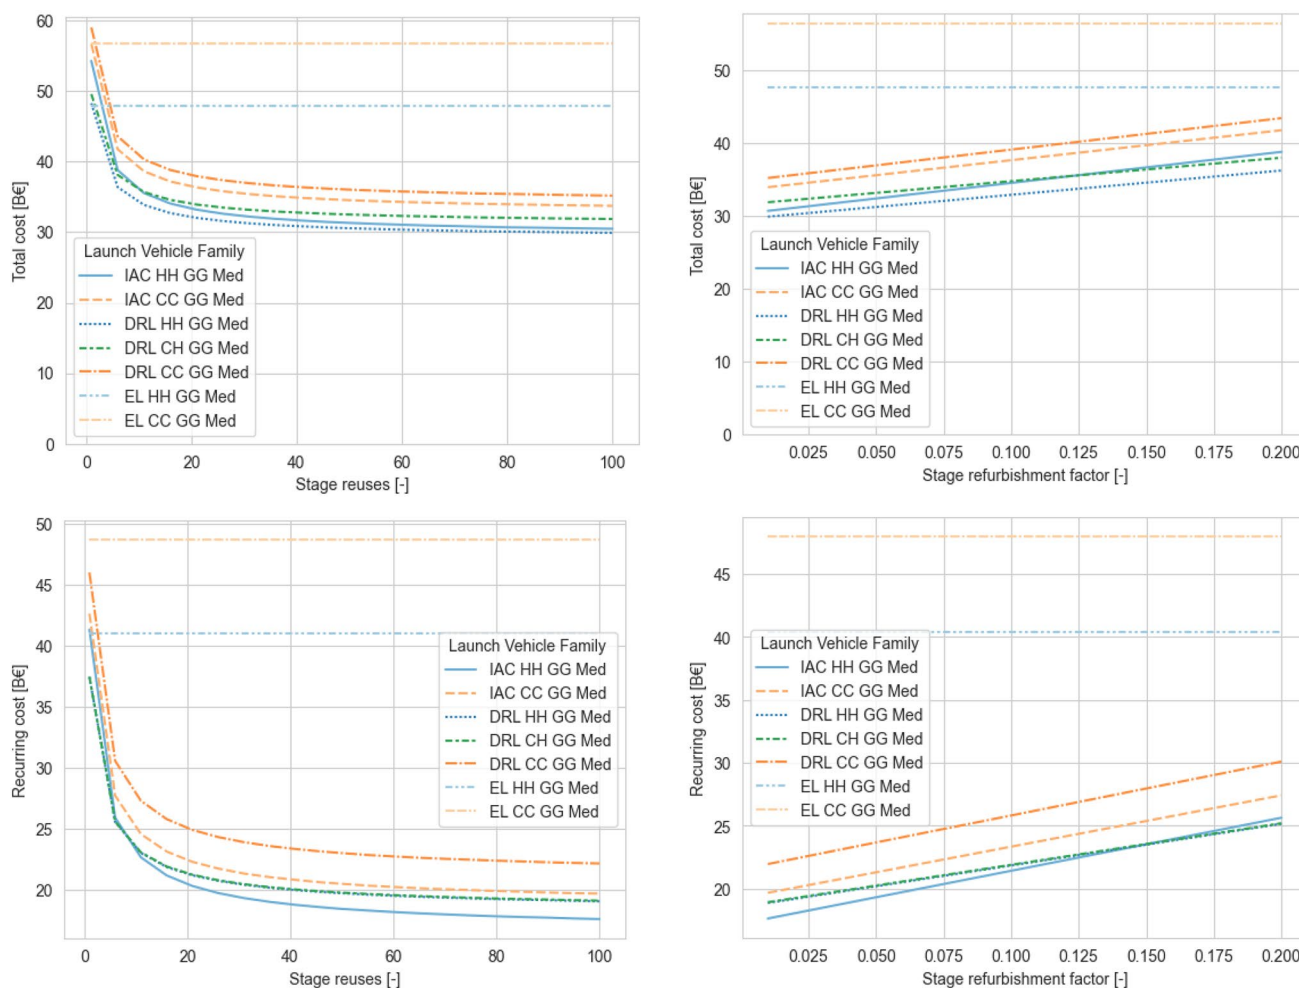 60
50
40
30
20
10
0
Total cost [B€]
Launch Vehicle Family
IAC HH GG Med
IAC CC GG Med
DRL HH GG Med
DRL CH GG Med
DRL CC GG Med
EL HH GG Med
EL CC GG Med
0 20 40 60 80 100
Stage reuses [-]
50
40
30
20
10
0
Total cost [B€]
Launch Vehicle Family
IAC HH GG Med
IAC CC GG Med
DRL HH GG Med
DRL CH GG Med
DRL CC GG Med
EL HH GG Med
EL CC GG Med
0.025 0.050 0.075 0.100 0.125 0.150 0.175 0.200
Stage refurbishment factor [-]
50
45
40
35
30
25
20
Recurring cost [B€]
Launch Vehicle Family
IAC HH GG Med
IAC CC GG Med
DRL HH GG Med
DRL CH GG Med
DRL CC GG Med
EL HH GG Med
EL CC GG Med
0 20 40 60 80 100
Stage reuses [-]
45
40
35
30
25
20
Recurring cost [B€]
Launch Vehicle Family
IAC HH GG Med
IAC CC GG Med
DRL HH GG Med
DRL CH GG Med
DRL CC GG Med
EL HH GG Med
EL CC GG Med
0.025 0.050 0.075 0.100 0.125 0.150 0.175 0.200
Stage refurbishment factor [-]